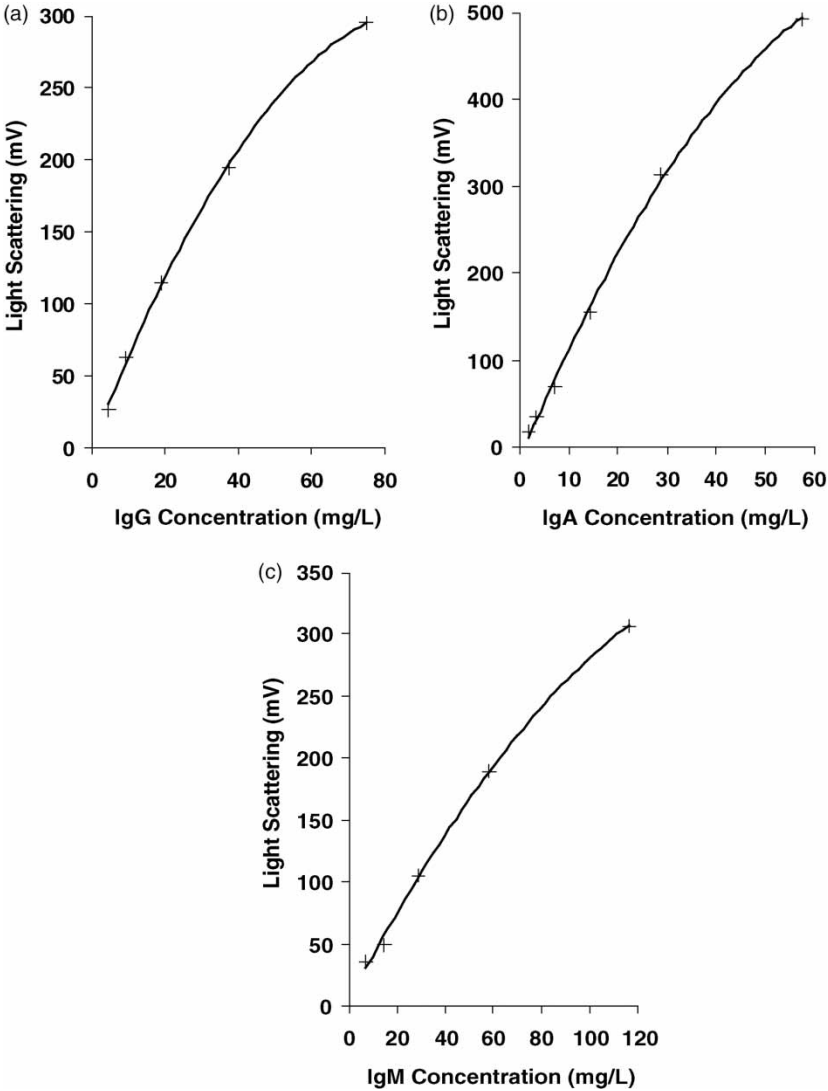 (a)
300
250
200
150
100
50
0
Light Scattering (mV)
0 20 40 60 80
IgG Concentration (mg/L)
(b)
500
400
300
200
100
0
Light Scattering (mV)
0 10 20 30 40 50 60
IgA Concentration (mg/L)
(c)
350
300
250
200
150
100
50
0
Light Scattering (mV)
0 20 40 60 80 100 120
IgM Concentration (mg/L)